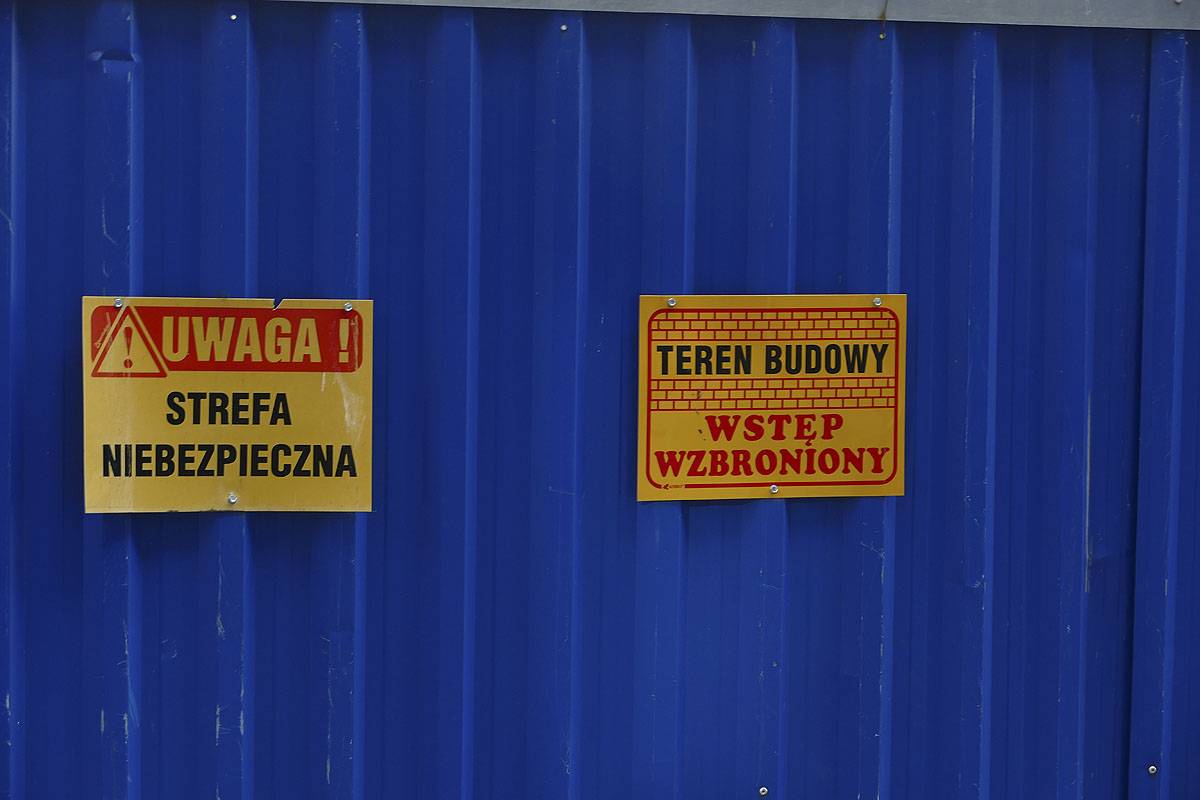 UWAGA !
STREFA
NIEBEZPIECZNA
TEREN BUDOWY
WSTĘP
WZBRONIONY